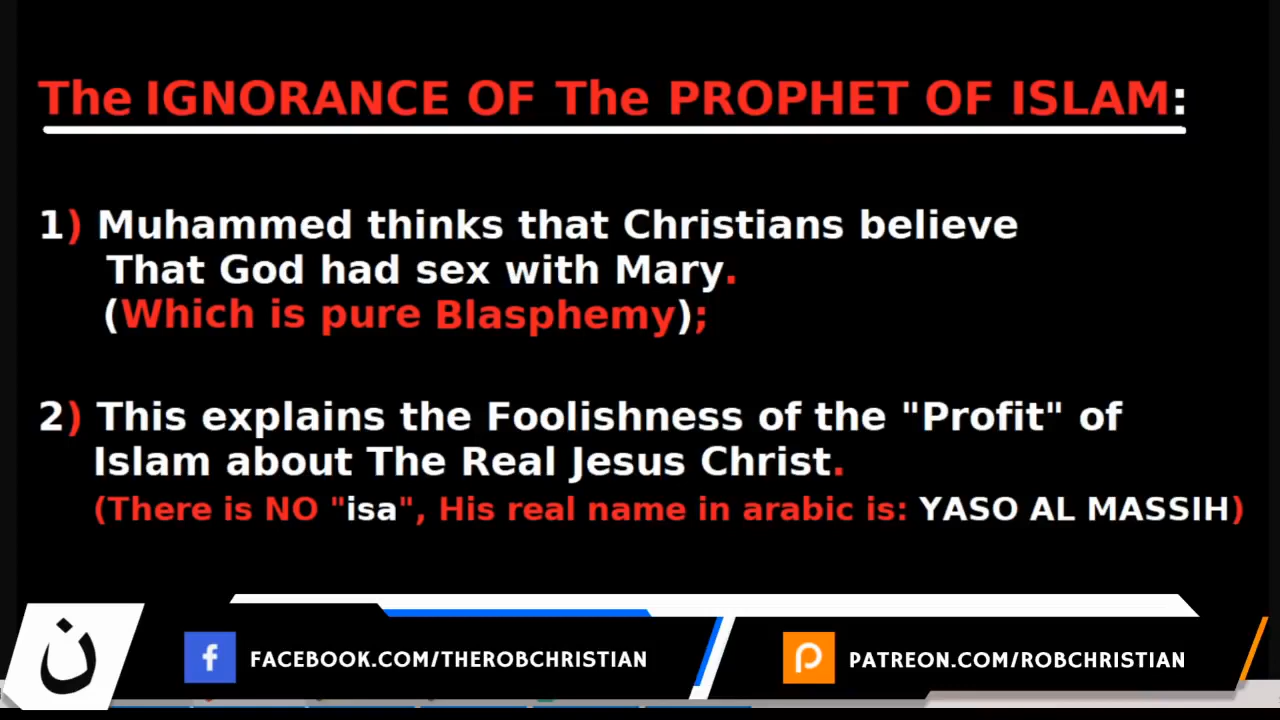 The IGNORANCE OF The PROPHET OF ISLAM:
1) Muhammed thinks that Christians believe
That God had sex with Mary.
(Which is pure Blasphemy);
2) This explains the Foolishness of the "Profit" of
Islam about The Real Jesus Christ.
(There is NO "isa", His real name in arabic is: YASO AL MASSIH)
ن
f FACEBOOK.COM/THEROBCHRISTIAN
PATREON.COM/ROBCHRISTIAN